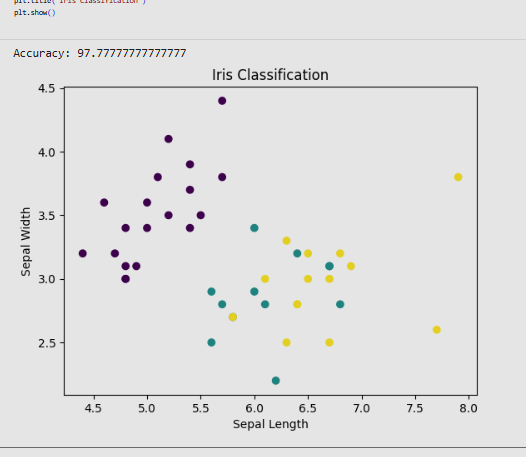 plt.title('Iris Classification')
plt.show()
Accuracy: 97.77777777777777
Iris Classification
4.5
4.0
3.5
3.0
2.5
Sepal Width
4.5 5.0 5.5 6.0 6.5 7.0 7.5 8.0
Sepal Length